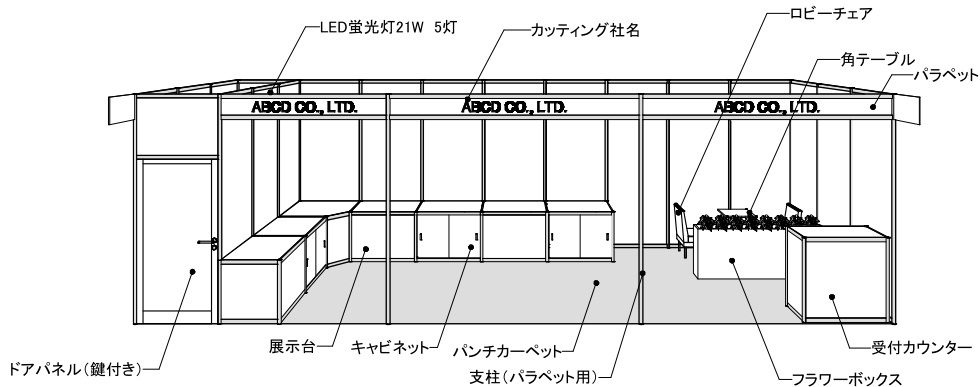 ロビーチェア
LED蛍光灯21W 5灯
カッティング社名
角テーブル
パラペット
ABCD CO., LTD.
ABCD CO., LTD.
ABCD CO., LTD.
展示台
キャビネット
パンチカーペット
受付カウンター
ドアパネル(鍵付き)
支柱(パラペット用)
フラワーボックス